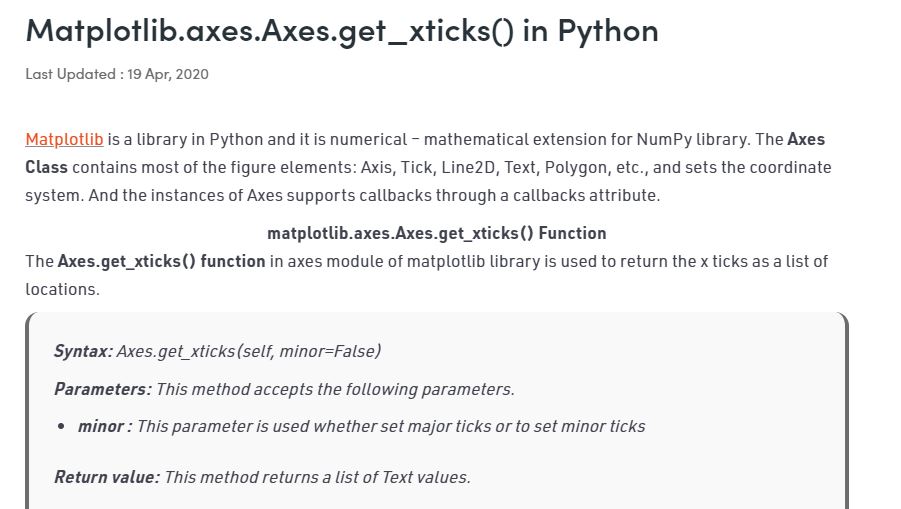 Matplotlib.axes.Axes.get_xticks() in Python
Last Updated : 19 Apr, 2020
Matplotlib is a library in Python and it is numerical – mathematical extension for NumPy library. The Axes
Class contains most of the figure elements: Axis, Tick, Line2D, Text, Polygon, etc., and sets the coordinate
system. And the instances of Axes supports callbacks through a callbacks attribute.
matplotlib.axes.Axes.get_xticks() Function
The Axes.get_xticks() function in axes module of matplotlib library is used to return the x ticks as a list of
locations.
Syntax: Axes.get_xticks(self, minor=False)
Parameters: This method accepts the following parameters.
• minor : This parameter is used whether set major ticks or to set minor ticks
Return value: This method returns a list of Text values.